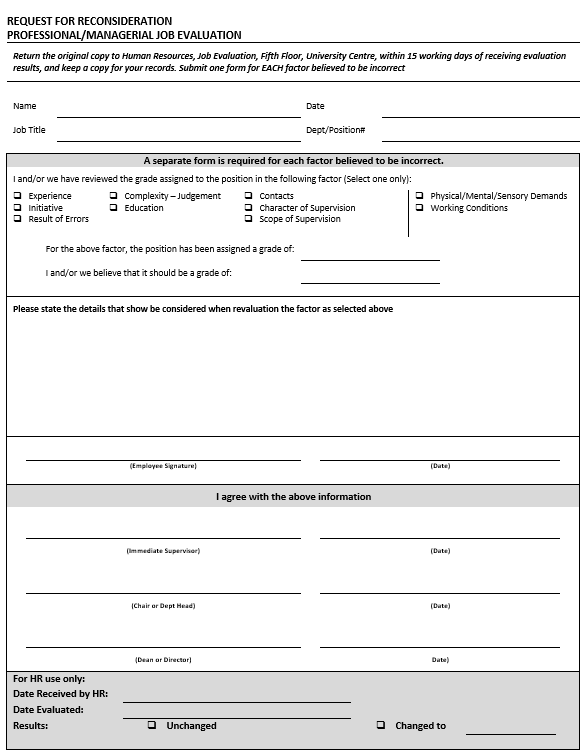 REQUEST FOR RECONSIDERATION
PROFESSIONAL/MANAGERIAL JOB EVALUATION
Return the original copy to Human Resources, Job Evaluation, Fifth Floor, University Centre, within 15 working days of receiving evaluation
results, and keep a copy for your records. Submit one form for EACH factor believed to be incorrect
Name Date
Job Title Dept/Position#
A separate form is required for each factor believed to be incorrect.
I and/or we have reviewed the grade assigned to the position in the following factor (Select one only):
❑ Experience ❑ Complexity – Judgement ❑ Contacts ❑ Physical/Mental/Sensory Demands
❑ Initiative ❑ Education ❑ Character of Supervision ❑ Working Conditions
❑ Result of Errors ❑ Scope of Supervision
For the above factor, the position has been assigned a grade of:
I and/or we believe that it should be a grade of:
Please state the details that show be considered when revaluation the factor as selected above
(Employee Signature) (Date)
I agree with the above information
(Immediate Supervisor) (Date)
(Chair or Dept Head) (Date)
(Dean or Director) Date)
For HR use only:
Date Received by HR:
Date Evaluated:
Results: ❑ Unchanged ❑ Changed to